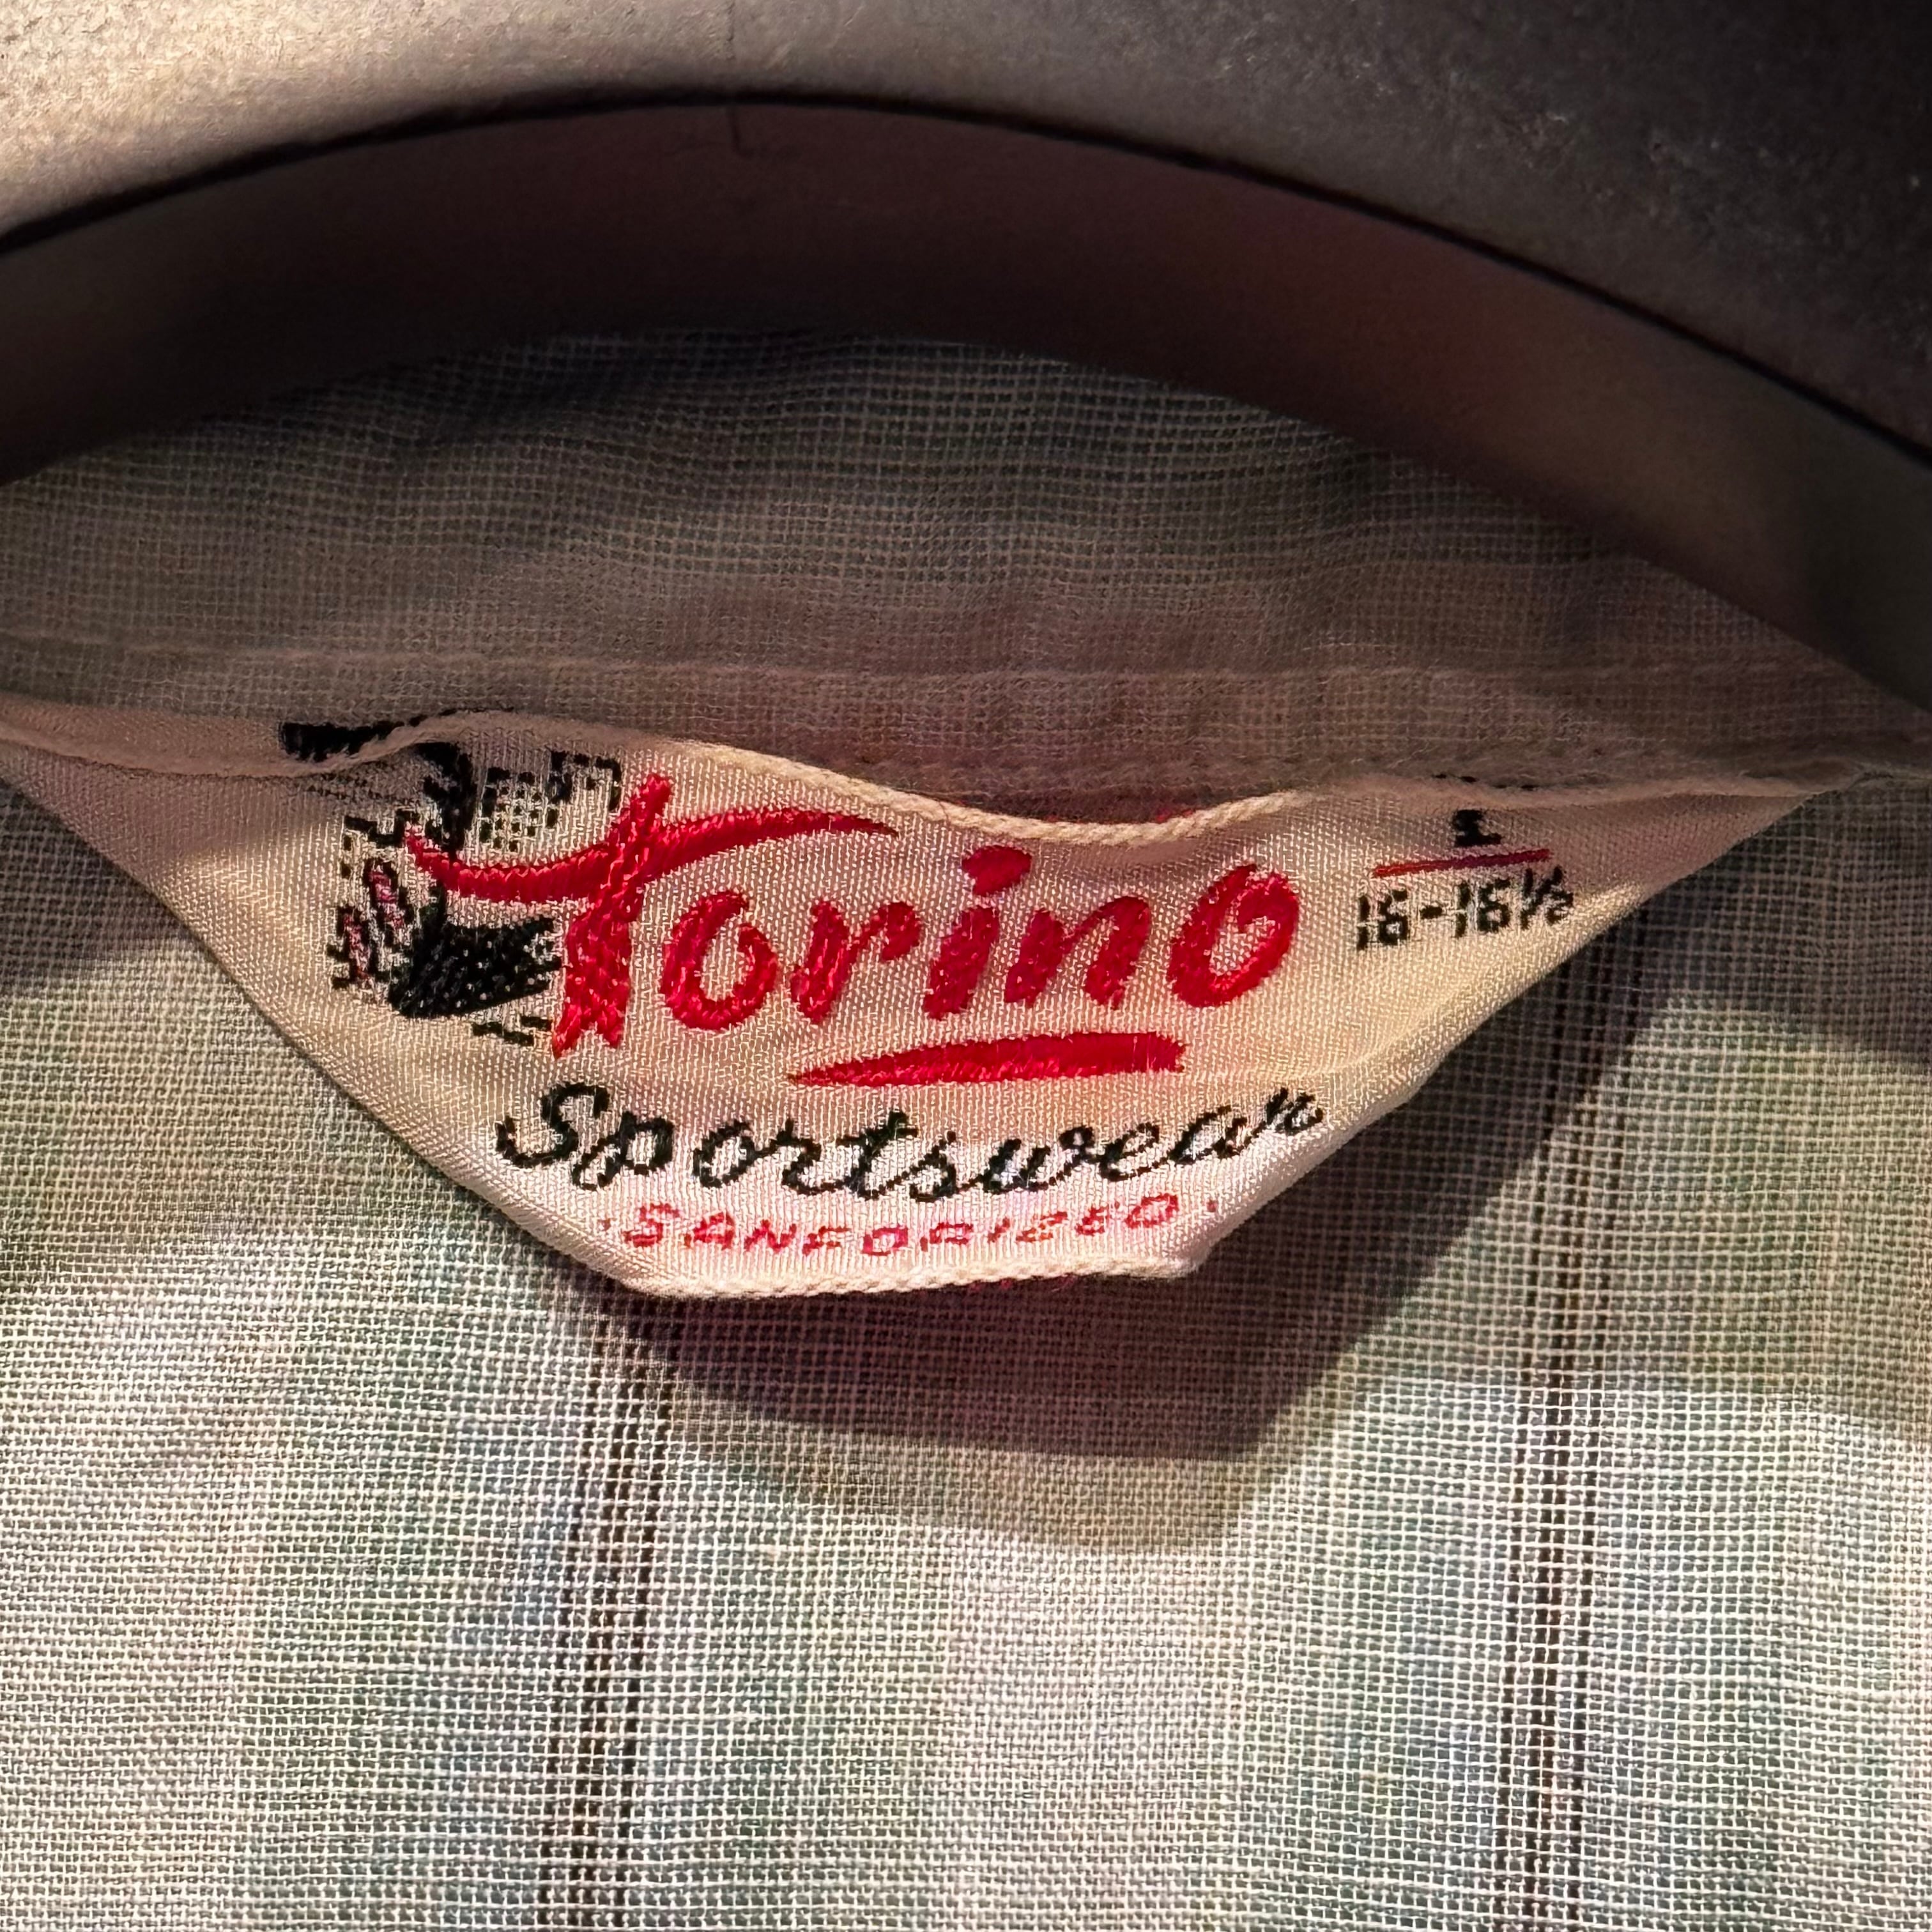 Torino
L
16-16½
Sportswear
·SANFORIZED·